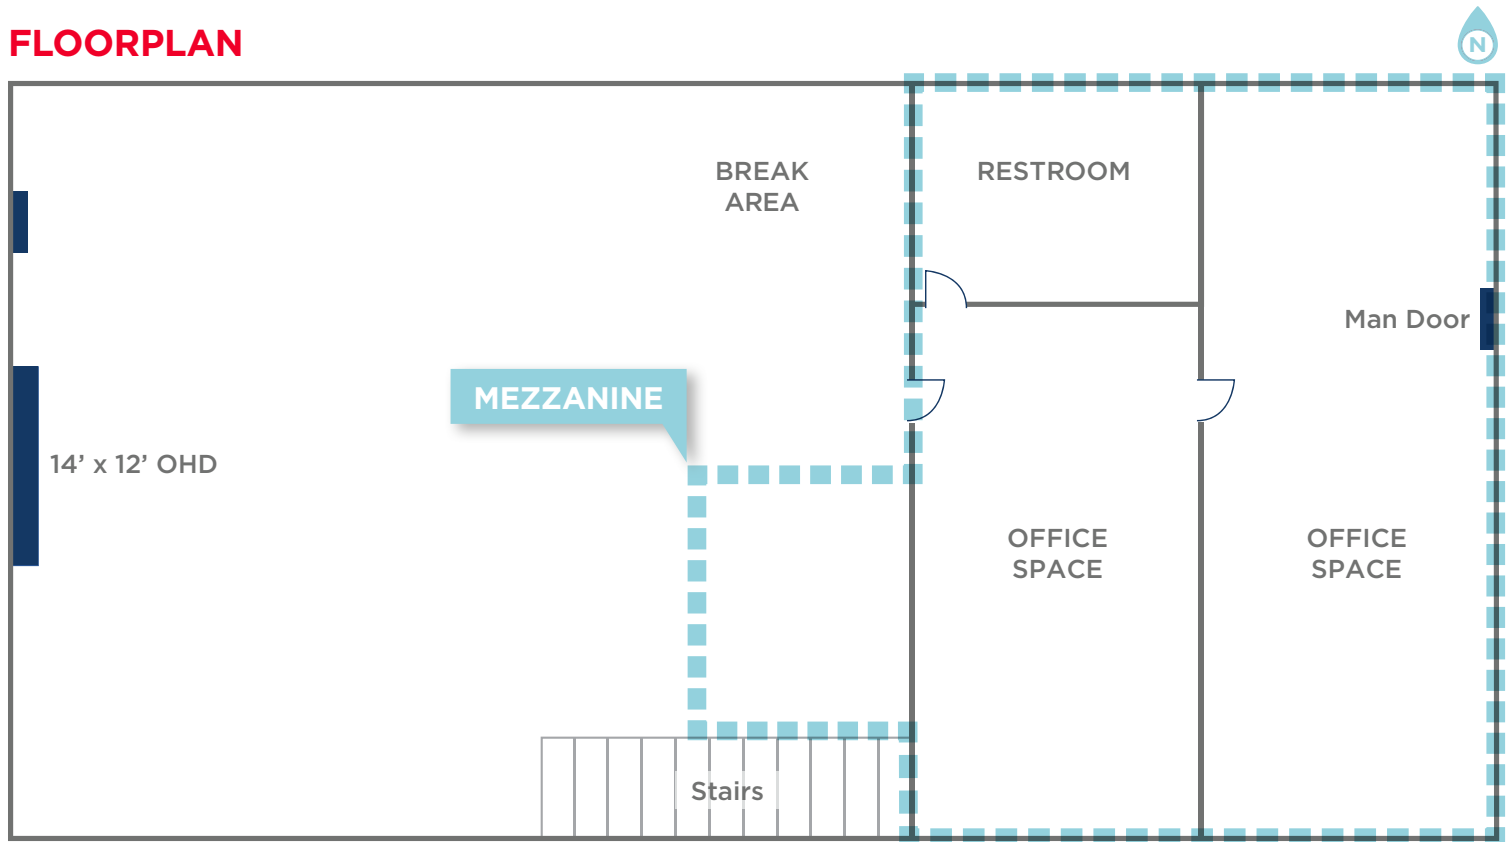 FLOORPLAN
N
BREAK
AREA
RESTROOM
Man Door
MEZZANINE
14’ x 12’ OHD
OFFICE
SPACE
OFFICE
SPACE
Stairs